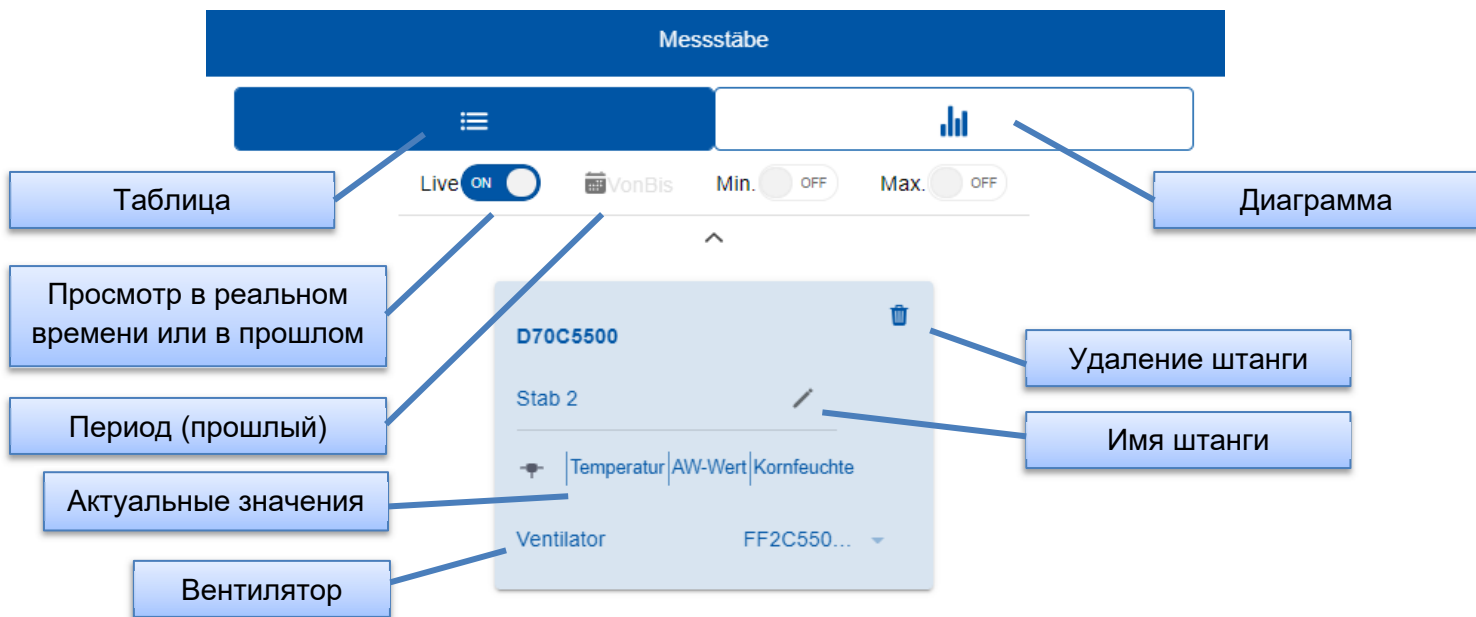 Messstäbe
Таблица
Live ON VonBis Min. OFF Max. OFF
Диаграмма
Просмотр в реальном
времени или в прошлом
D70C5500
Удаление штанги
Stab 2
Период (прошлый)
Имя штанги
Temperatur AW-Wert Kornfeuchte
Актуальные значения
Ventilator FF2C550...
Вентилятор